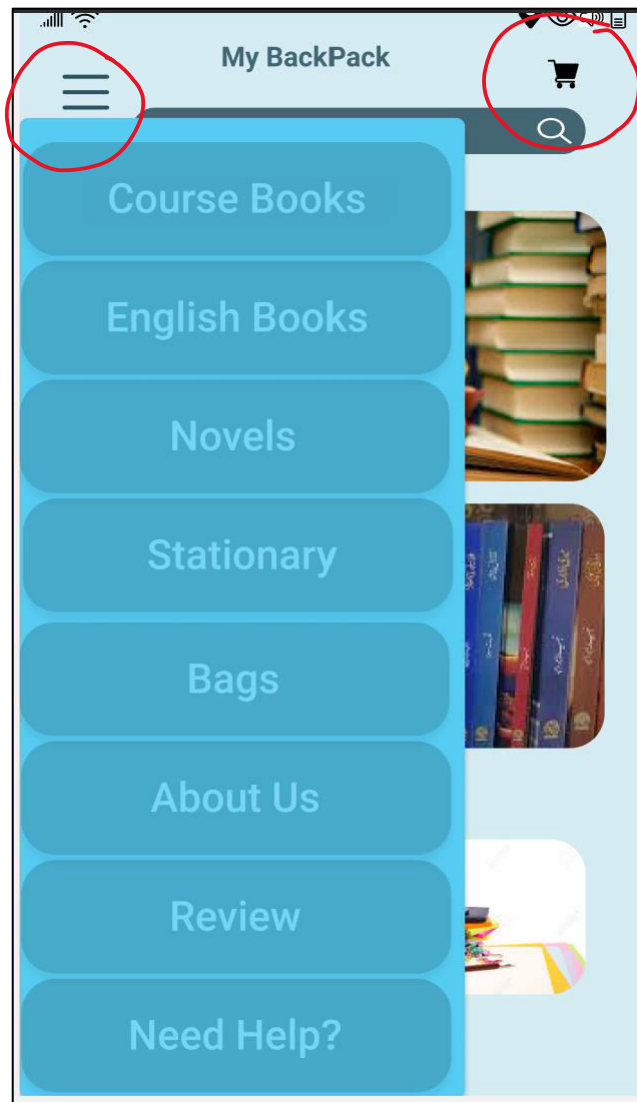 My BackPack
Course Books
English Books
Novels
Stationary
Bags
About Us
Review
Need Help?